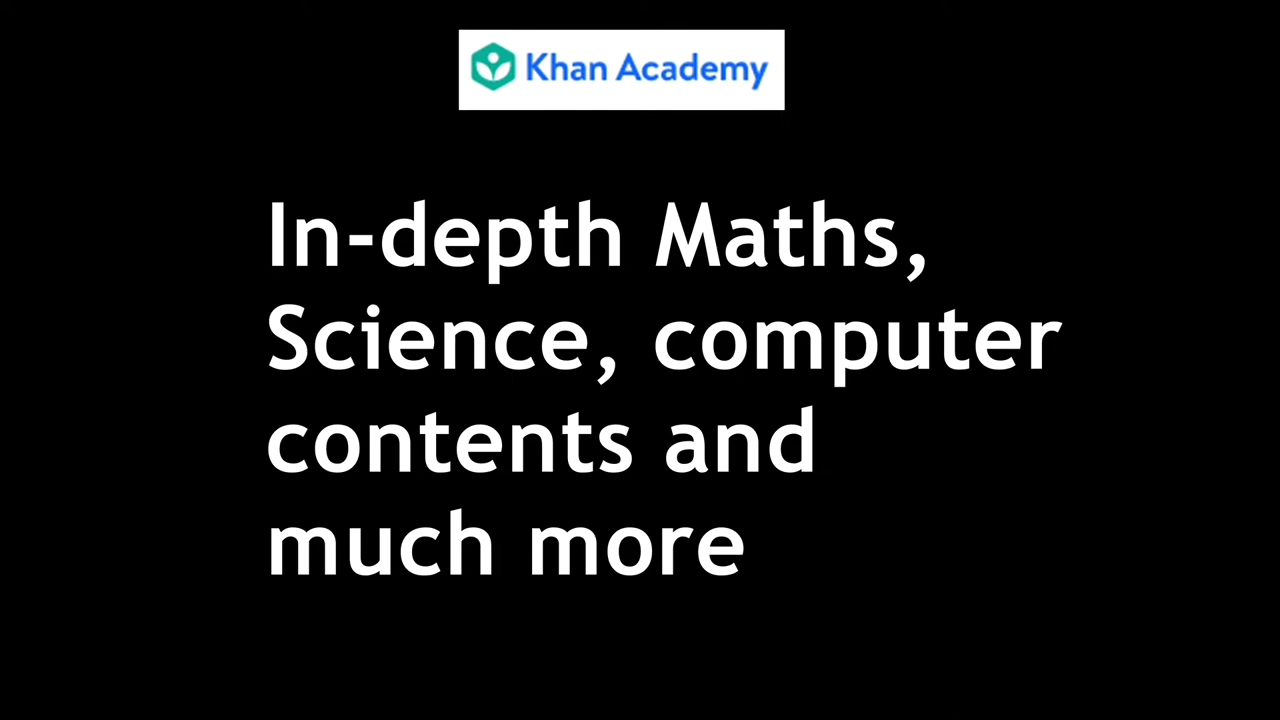 Khan Academy
In-depth Maths,
Science, computer
contents and
much more